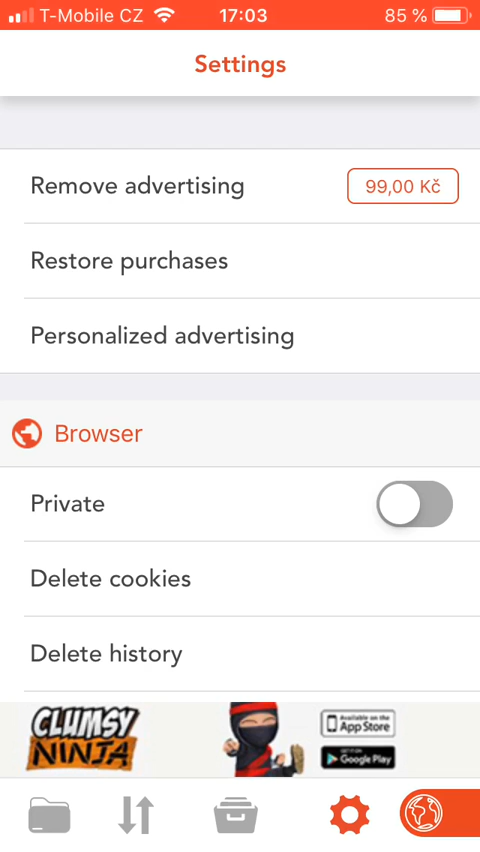 T-Mobile CZ 17:03 85 %
Settings
Remove advertising 99,00 Kč
Restore purchases
Personalized advertising
Browser
Private
Delete cookies
Delete history
CLUMSY
NINJA
Available on the
App Store
GET IT ON
Google Play